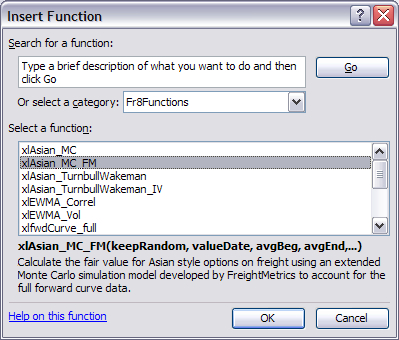 Insert Function
Search for a function:
Type a brief description of what you want to do and then
click Go
Go
Or select a category: Fr8Functions
Select a function:
xlAsian_MC
xlAsian_MC_FM
xlAsian_TurnbullWakeman
xlAsian_TurnbullWakeman_IV
xlEWMA_Correl
xlEWMA_Vol
xlfwdCurve_full
xlAsian_MC_FM(keepRandom, valueDate, avgBeg, avgEnd,...)
Calculate the fair value for Asian style options on freight using an extended
Monte Carlo simulation model developed by FreightMetrics to account for the
full forward curve data.
Help on this function
OK
Cancel